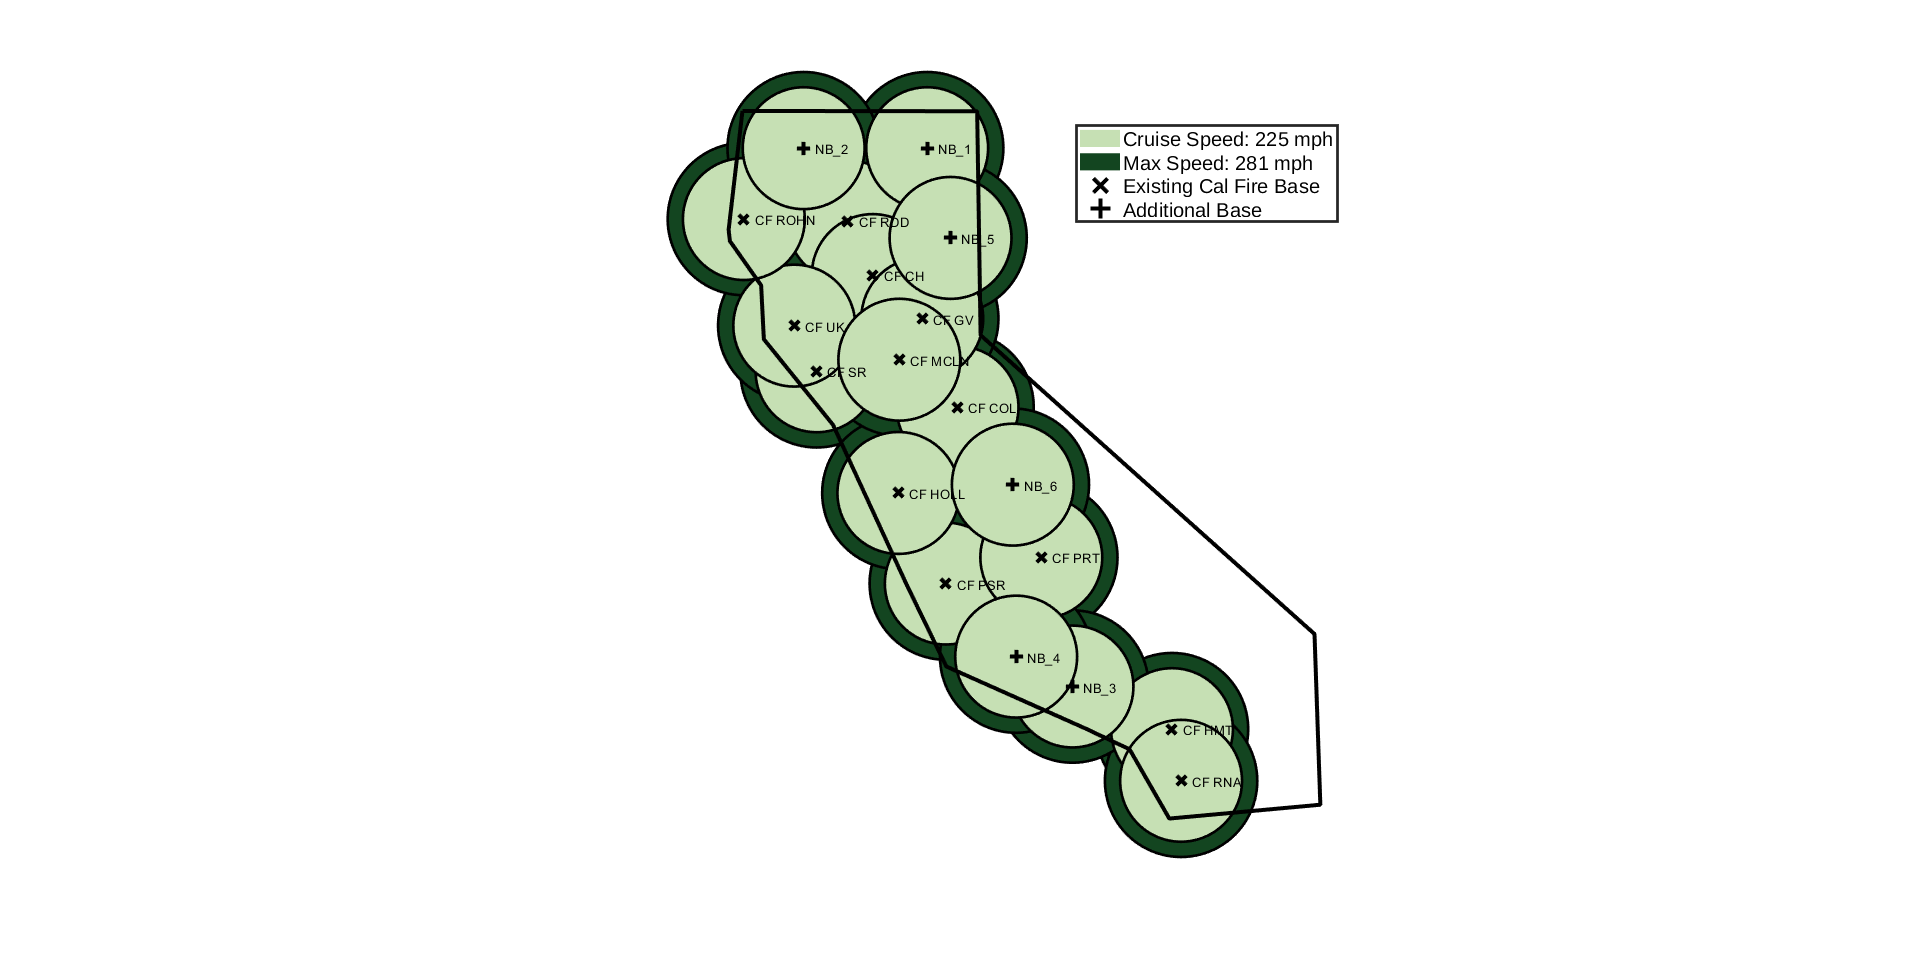 Cruise Speed: 225 mph
Max Speed: 281 mph
Existing Cal Fire Base
Additional Base
NB_2
NB_1
CF ROHN
CF RDD
NB_5
CF CH
CF GV
CF UK
CF MCLN
CF SR
CF COL
NB_6
CF HOLL
CF PRT
CF PSR
NB_4
NB_3
CF HMT
CF RNA